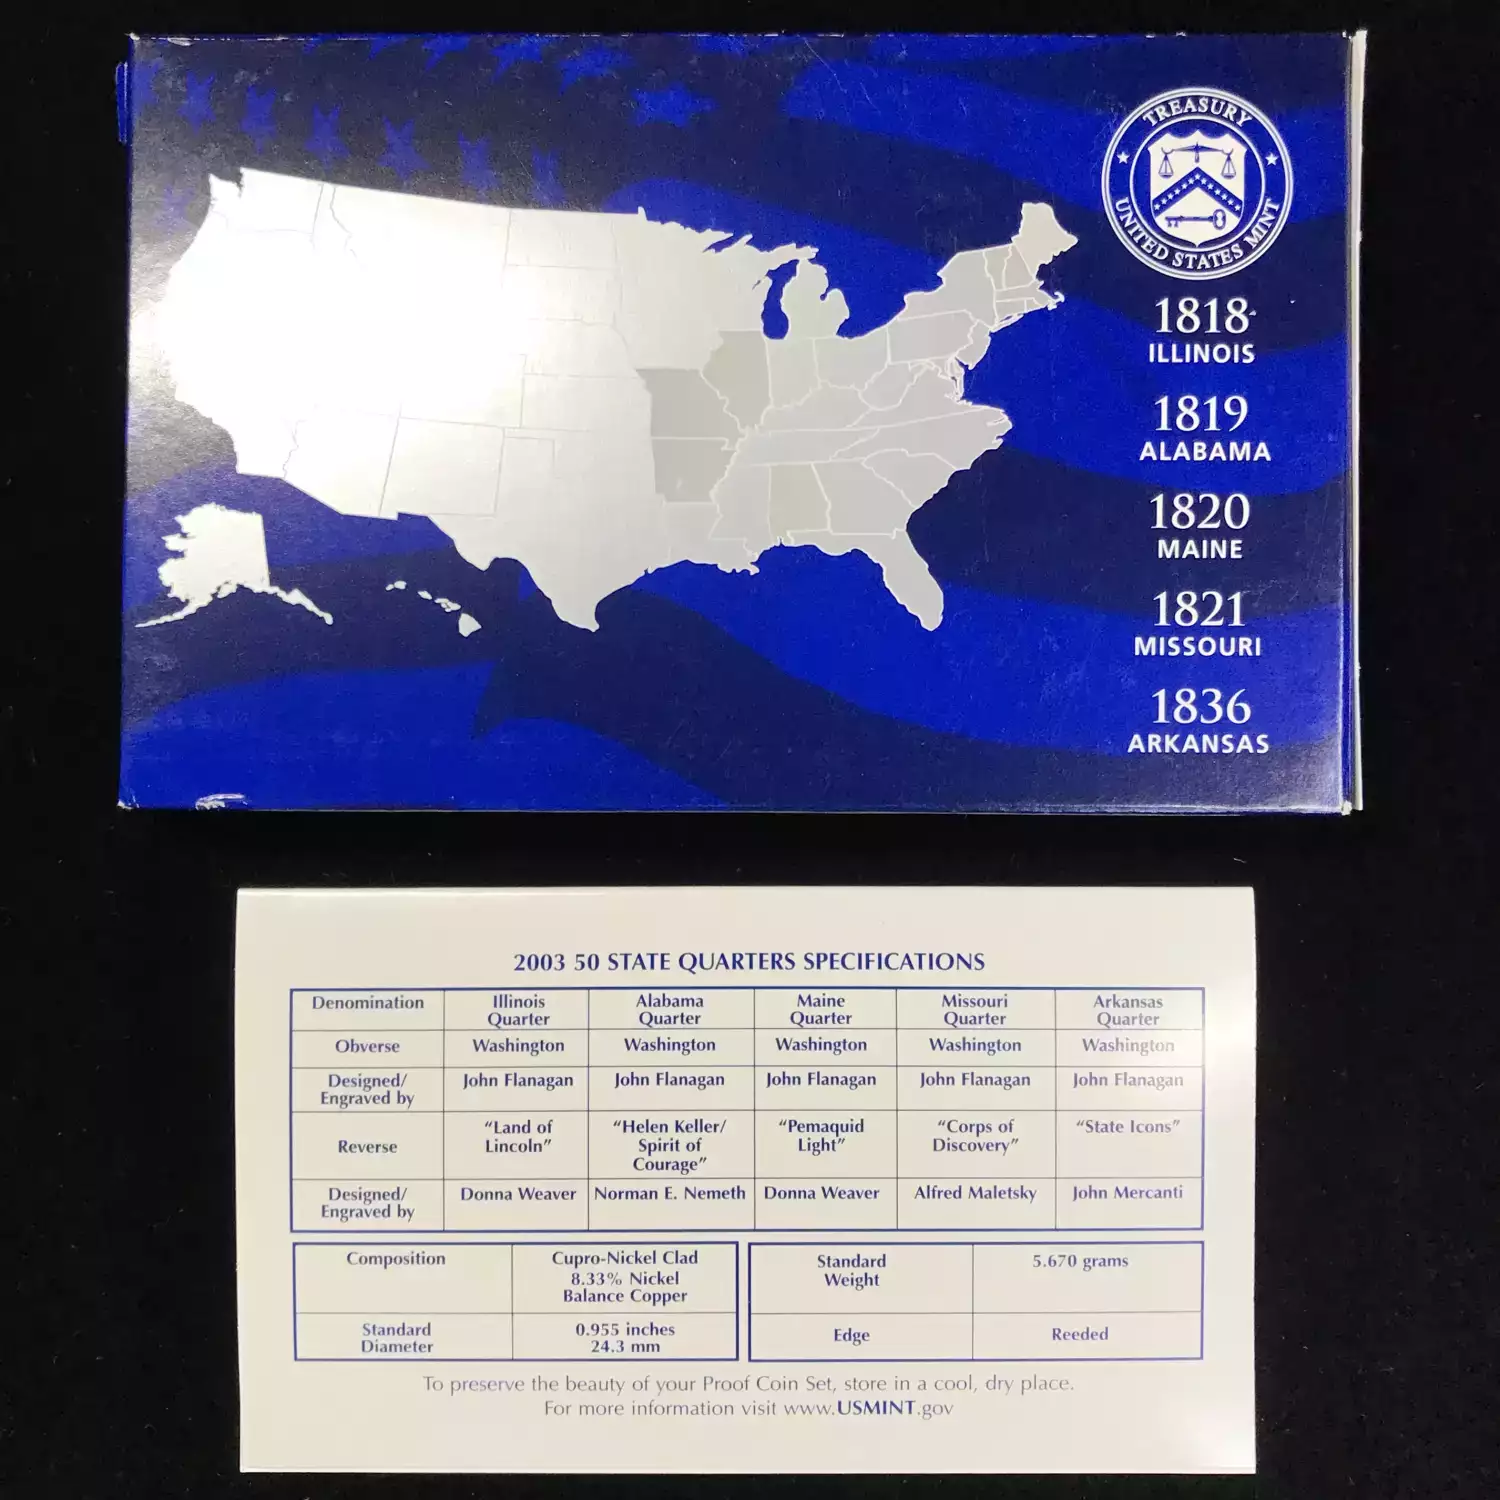 TREASURY
UNITED STATES MINT
1818
ILLINOIS
1819
ALABAMA
1820
MAINE
1821
MISSOURI
1836
ARKANSAS
2003 50 STATE QUARTERS SPECIFICATIONS
Denomination
Illinois
Quarter
Alabama
Quarter
Maine
Quarter
Missouri
Quarter
Arkansas
Quarter
Obverse
Washington
Washington
Washington
Washington
Washington
Designed/
Engraved by
John Flanagan
John Flanagan
John Flanagan
John Flanagan
John Flanagan
Reverse
“Land of
Lincoln”
“Helen Keller/
Spirit of
Courage”
“Pemaquid
Light”
“Corps of
Discovery”
“State Icons”
Designed/
Engraved by
Donna Weaver
Norman E. Nemeth
Donna Weaver
Alfred Maletsky
John Mercanti
Composition
Cupro-Nickel Clad
8.33% Nickel
Balance Copper
Standard
Diameter
0.955 inches
24.3 mm
Standard
Weight
5.670 grams
Edge
Reeded
To preserve the beauty of your Proof Coin Set, store in a cool, dry place.
For more information visit www.USMINT.gov